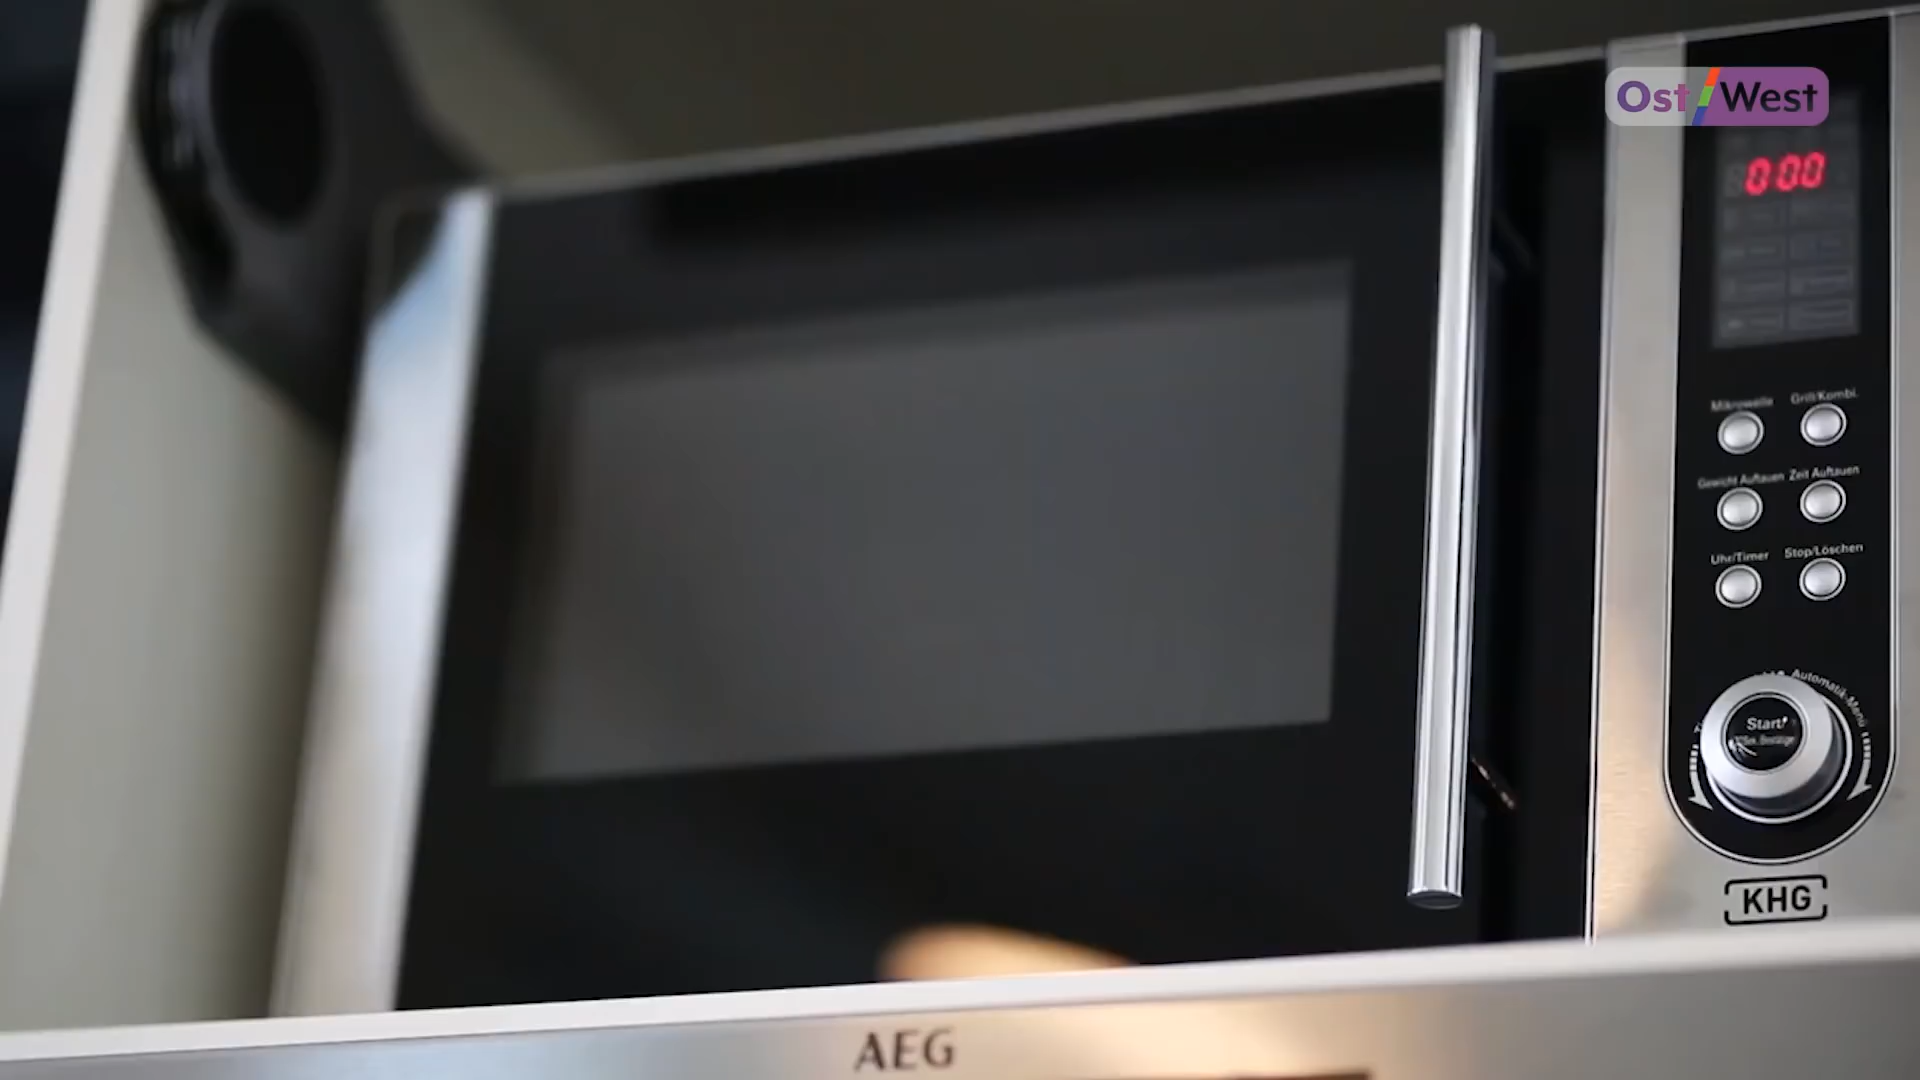 Ost/West
0:00
Mikrowelle Grill/Kombi.
Gewicht Auftauen Zeit Auftauen
Uhr/Timer Stop/Löschen
Automatik-Menü
Start/
KHG
AEG